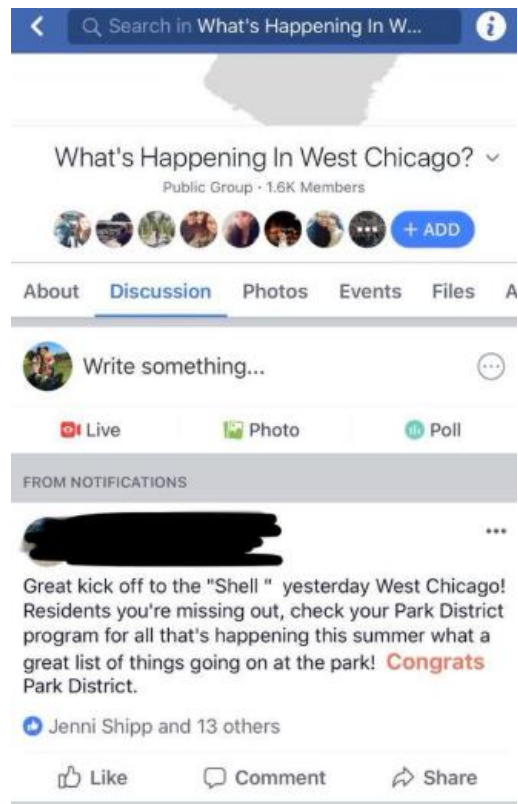 Search in What's Happening In W...
What's Happening In West Chicago?
Public Group · 1.6K Members
+ ADD
About Discussion Photos Events Files A
Write something...
Live Photo Poll
FROM NOTIFICATIONS
Great kick off to the "Shell " yesterday West Chicago!
Residents you're missing out, check your Park District
program for all that's happening this summer what a
great list of things going on at the park! Congrats
Park District.
Jenni Shipp and 13 others
Like Comment Share